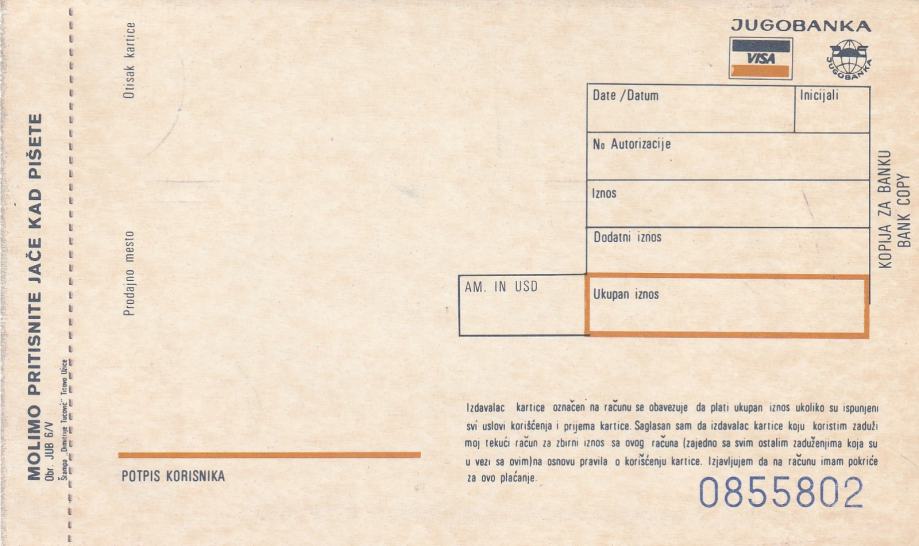 MOLIMO PRITISNITE JAČE KAD PIŠETE
Obr. JUB 6/V
Štampa „Dimitrije Tucović” Titovo Užice
Otisak kartice
Prodajno mesto
POTPIS KORISNIKA
JUGOBANKA
VISA
JUGOBANKA
Date /Datum
Inicijali
No Autorizacije
Iznos
Dodatni iznos
AM. IN USD
Ukupan iznos
KOPIJA ZA BANKU
BANK COPY
Izdavalac kartice označen na računu se obavezuje da plati ukupan iznos ukoliko su ispunjeni
svi uslovi korišćenja i prijema kartice. Saglasan sam da izdavalac kartice koju koristim zaduži
moj tekući račun za zbirni iznos sa ovog računa (zajedno sa svim ostalim zaduženjima koja su
u vezi sa ovim)na osnovu pravila o korišćenju kartice. Izjavljujem da na računu imam pokriće
za ovo plaćanje.
0855802